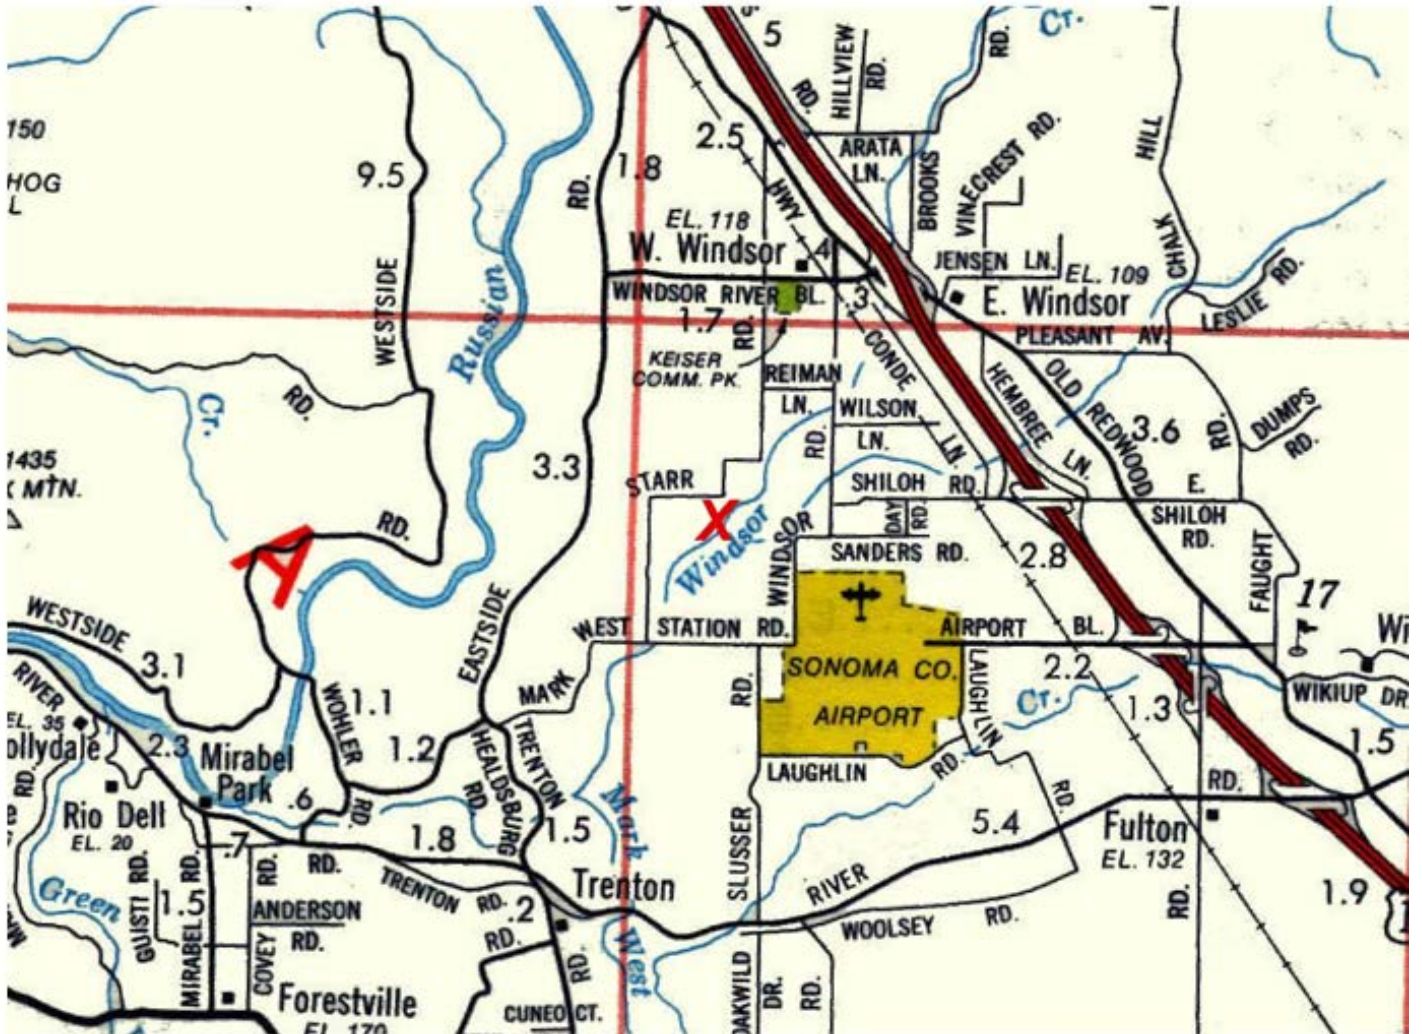 5
Cr.
RD.
HILLVIEW
RD.
RD.
150
HOG
L
9.5
2.5
1.8
RD.
HWY
ARATA
LN.
BROOKS
VINECREST RD.
HILL
CHALK
EL. 118
W. Windsor
.4
JENSEN LN.
EL. 109
E. Windsor
LESLIE RD.
WINDSOR RIVER BL.
.3
1.7
RD.
PLEASANT AV.
WESTSIDE
Russian
KEISER
COMM. PK.
REIMAN
LN.
CONDE
LN.
WILSON
LN.
RD.
HEMBREE
LN.
OLD REDWOOD
3.6
RD.
DUMPS
RD.
Cr.
RD.
1435
MTN.
3.3
STARR
X
Windsor
WINDSOR
SHILOH RD.
DAY
RD.
E.
SHILOH
RD.
SANDERS RD.
2.8
FAUGHT
17
A
RD.
WESTSIDE
3.1
EASTSIDE
WEST STATION RD.
MARK
AIRPORT BL.
Wi
RIVER
EL. 35
ollydale
2.3
WOHLER
RD.
1.1
1.2
SONOMA CO.
AIRPORT
LAUGHLIN
2.2
Cr.
1.3
WIKIUP DR.
1.5
Mirabel
Park
.6
HEALDSBURG
RD.
TRENTON
1.5
RD.
SLUSSER
LAUGHLIN RD.
RD.
RD.
Rio Dell
EL. 20
RD.
.7
RD.
1.8
Mark
West
5.4
Fulton
EL. 132
RD.
1.9
Green
GUISTI RD.
1.5
MIRABEL RD.
COVEY
RD.
ANDERSON
RD.
TRENTON RD.
.2
RD.
RD.
Trenton
RIVER
WOOLSEY RD.
OAKWILD
DR.
RD.
Forestville
EL. 170
CUNEO CT.